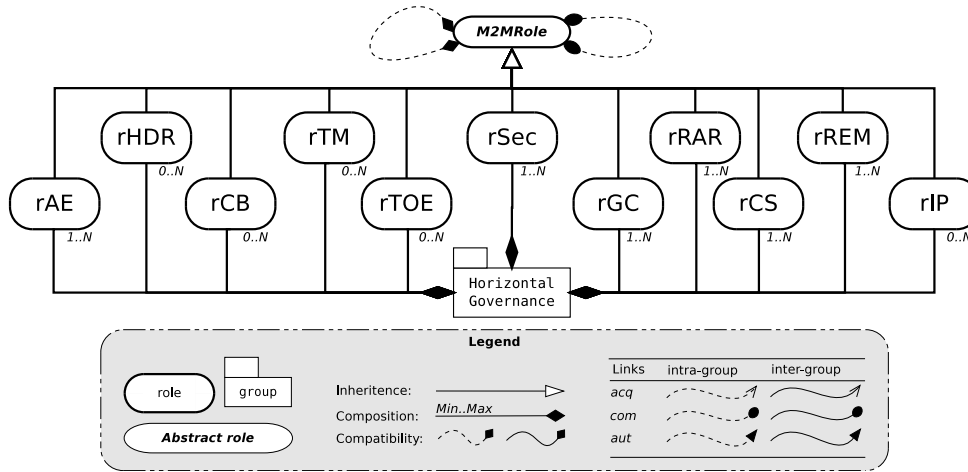 M2MRole
rHDR
rTM
rSec
rRAR
rREM
0..N
0..N
1..N
1..N
1..N
rAE
rCB
rTOE
rGC
rCS
rIP
1..N
0..N
0..N
1..N
1..N
0..N
Horizontal
Governance
Legend
role
group
Abstract role
Inheritence:
Composition:
Min..Max
Compatibility:
Links intra-group inter-group
acq
com
aut